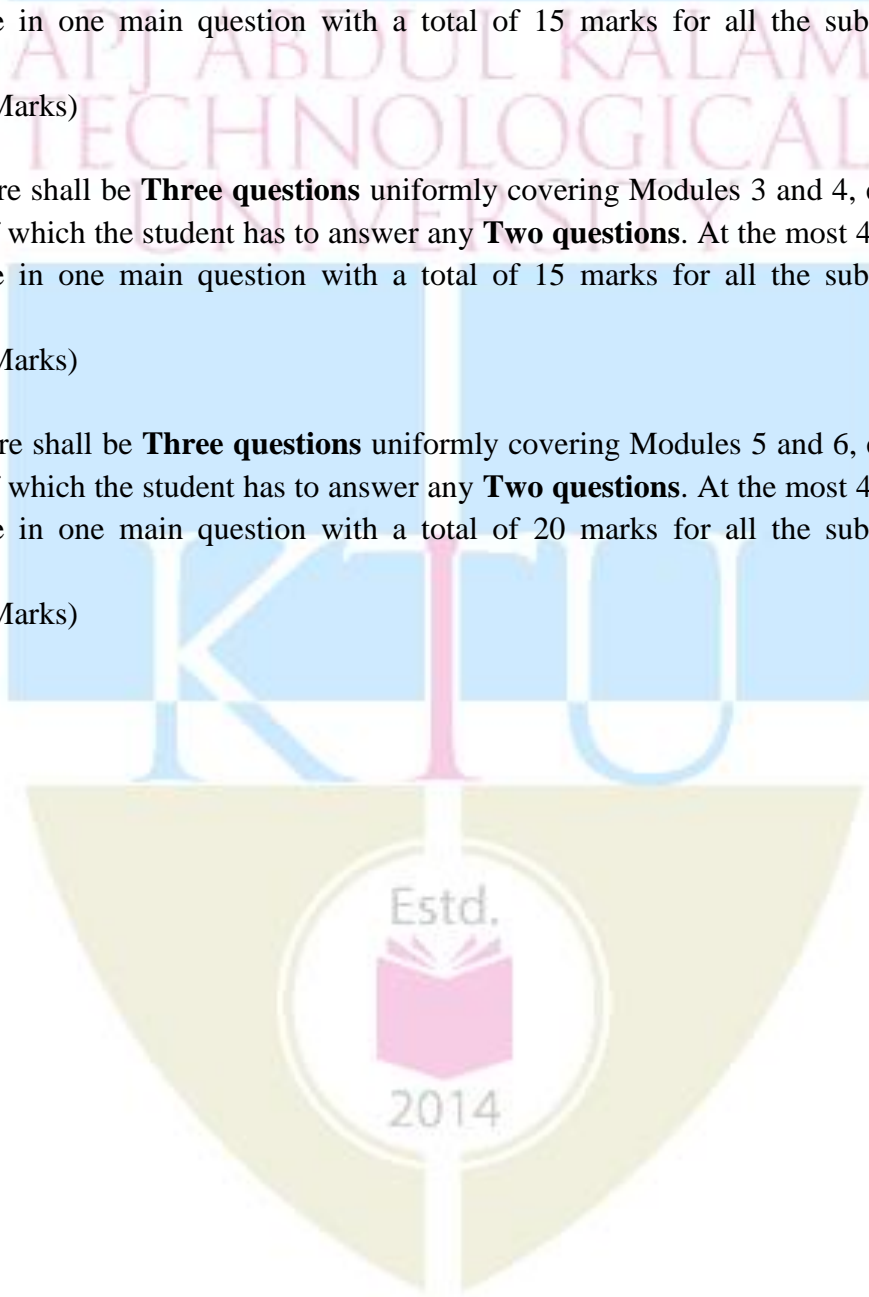 e in one main question with a total of 15 marks for all the sub
API ABDUL KALAM
Marks)
TECHNOLOGICAL
re shall be Three questions uniformly covering Modules 3 and 4,
UNIVERSITY
which the student has to answer any Two questions. At the most 4
e in one main question with a total of 15 marks for all the sub
Marks)
re shall be Three questions uniformly covering Modules 5 and 6,
which the student has to answer any Two questions. At the most 4
e in one main question with a total of 20 marks for all the sub
KTU
Marks)
Estd.
2014